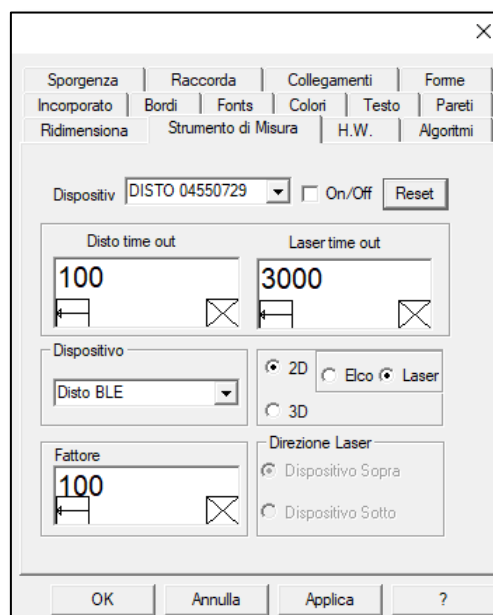 Sporgenza Raccorda Collegamenti Forme
Incorporato Bordi Fonts Colori Testo Pareti
Ridimensiona Strumento di Misura H.W. Algoritmi
Dispositiv DISTO 04550729 On/Off Reset
Disto time out Laser time out
100 3000
Dispositivo
2D Elco Laser
Disto BLE
3D
Fattore Direzione Laser
100 Dispositivo Sopra
Dispositivo Sotto
OK Annulla Applica ?